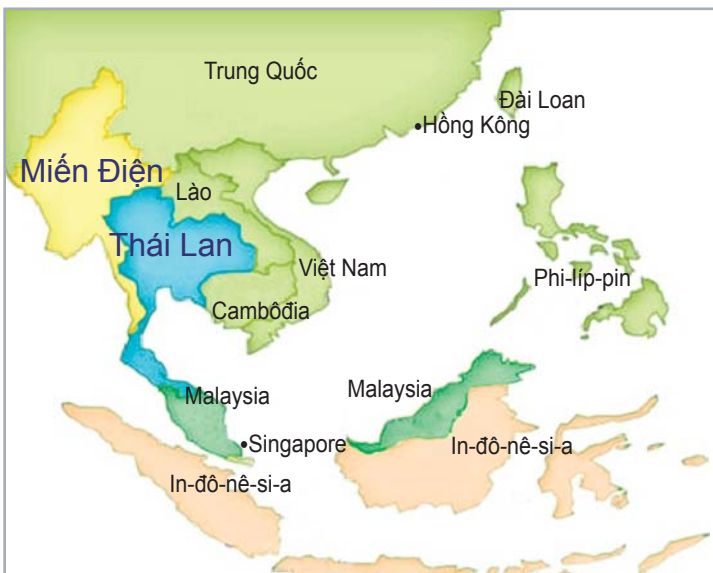 Trung Quốc
Đài Loan
•Hồng Kông
Miến Điện
Lào
Thái Lan
Việt Nam
Phi-líp-pin
Cambôđia
Malaysia
Malaysia
•Singapore
In-đô-nê-si-a
In-đô-nê-si-a